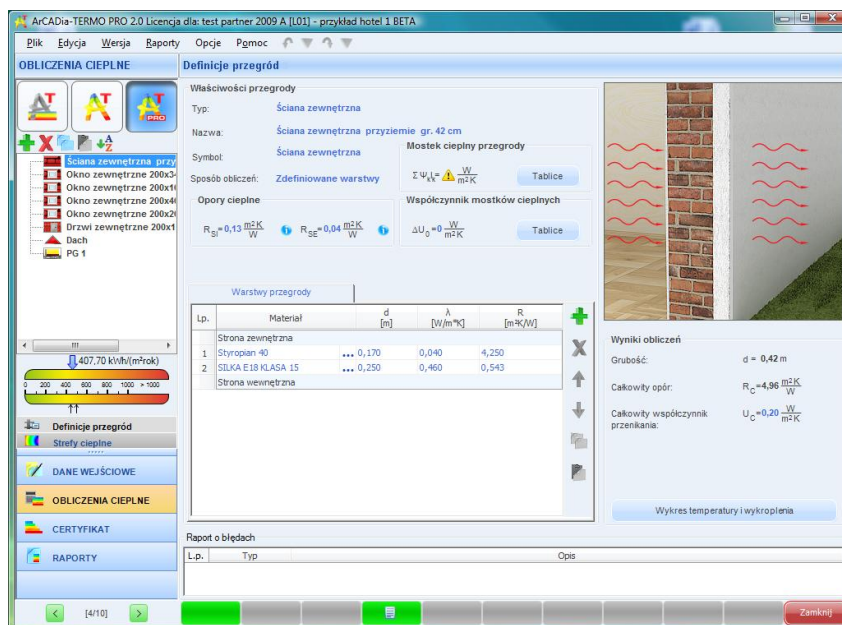 ArCADia-TERMO PRO 2.0 Licencja dla: test partner 2009 A [L01] - przykład hotel 1 BETA
Plik Edycja Wersja Raporty Opcje Pomoc
OBLICZENIA CIEPLNE
Definicje przegród
T
T
T
PRO
A
Z
Ściana zewnętrzna przy
Okno zewnętrzne 200x3
Okno zewnętrzne 200x1
Okno zewnętrzne 200x4
Okno zewnętrzne 200x2
Drzwi zewnętrzne 200x1
Dach
PG 1
407,70 kWh/(m²rok)
0 200 400 600 800 1000 > 1000
Definicje przegród
Strefy cieplne
DANE WEJŚCIOWE
OBLICZENIA CIEPLNE
CERTYFIKAT
RAPORTY
[4/10]
Właściwości przegrody
Typ: Ściana zewnętrzna
Nazwa: Ściana zewnętrzna przyziemie gr. 42 cm
Symbol: Ściana zewnętrzna
Sposób obliczeń: Zdefiniowane warstwy
Mostek cieplny przegrody
Σ Ψk lk= W/m²K Tablice
Opory cieplne
RSI=0,13 m²K/W RSE=0,04 m²K/W
Współczynnik mostków cieplnych
ΔU0=0 W/m²K Tablice
Warstwy przegrody
Lp. Materiał d [m] λ [W/m*K] R [m²K/W]
Strona zewnętrzna
1 Styropian 40 ... 0,170 0,040 4,250
2 SILKA E18 KLASA 15 ... 0,250 0,460 0,543
Strona wewnętrzna
Wyniki obliczeń
Grubość: d = 0,42 m
Całkowity opór: RC=4,96 m²K/W
Całkowity współczynnik przenikania: UC=0,20 W/m²K
Wykres temperatury i wykroplenia
Raport o błędach
L.p. Typ Opis
Zamknij